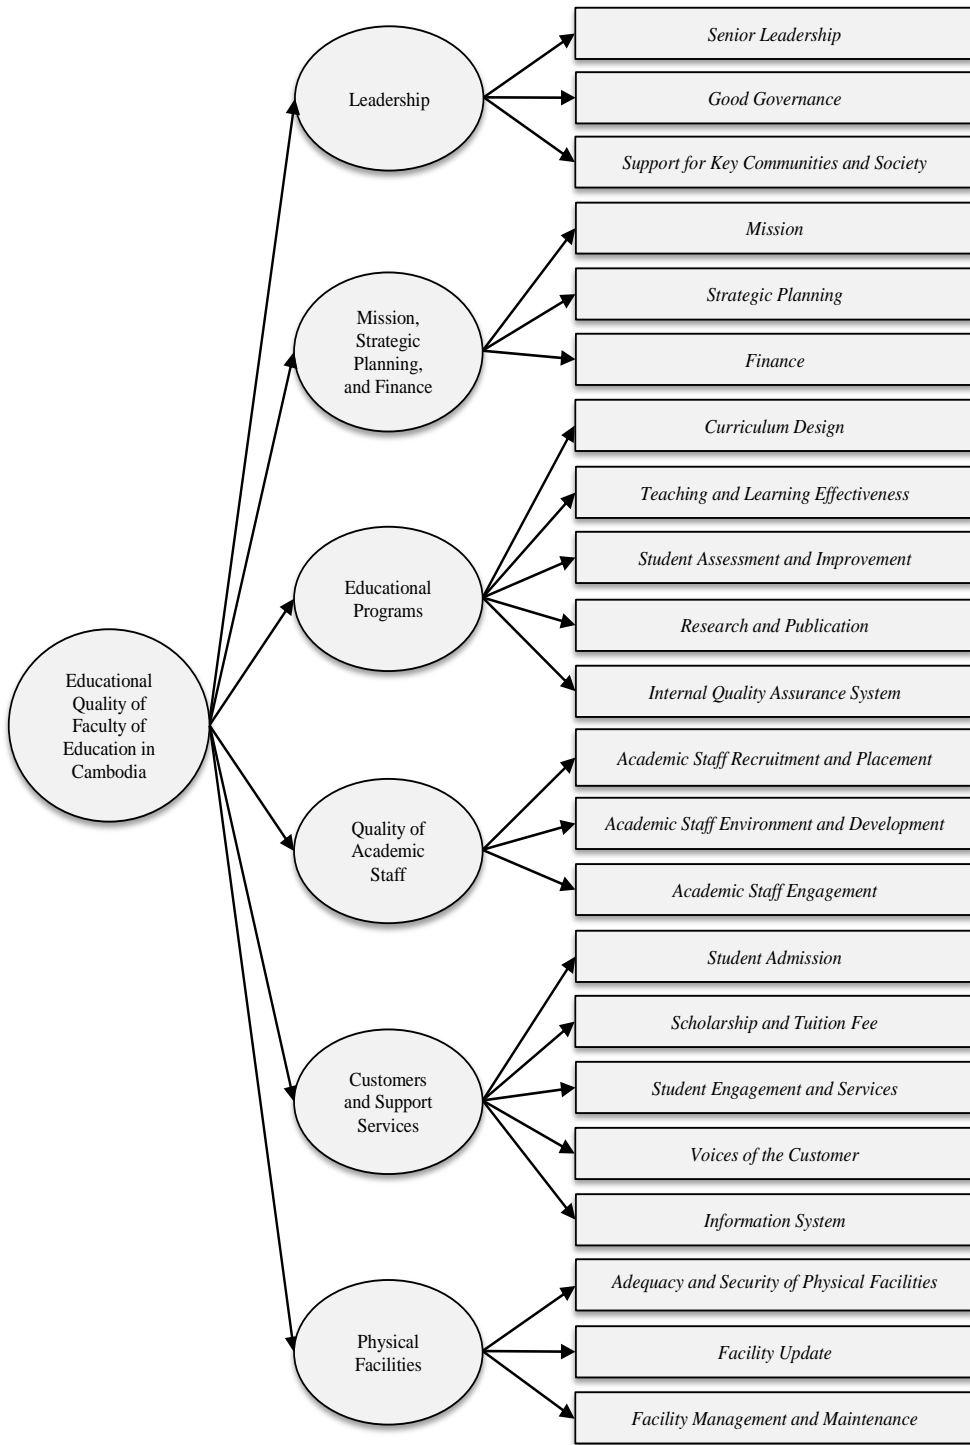 Educational
Quality of
Faculty of
Education in
Cambodia
Leadership
Senior Leadership
Good Governance
Support for Key Communities and Society
Mission,
Strategic
Planning,
and Finance
Mission
Strategic Planning
Finance
Educational
Programs
Curriculum Design
Teaching and Learning Effectiveness
Student Assessment and Improvement
Research and Publication
Internal Quality Assurance System
Quality of
Academic
Staff
Academic Staff Recruitment and Placement
Academic Staff Environment and Development
Academic Staff Engagement
Customers
and Support
Services
Student Admission
Scholarship and Tuition Fee
Student Engagement and Services
Voices of the Customer
Information System
Physical
Facilities
Adequacy and Security of Physical Facilities
Facility Update
Facility Management and Maintenance